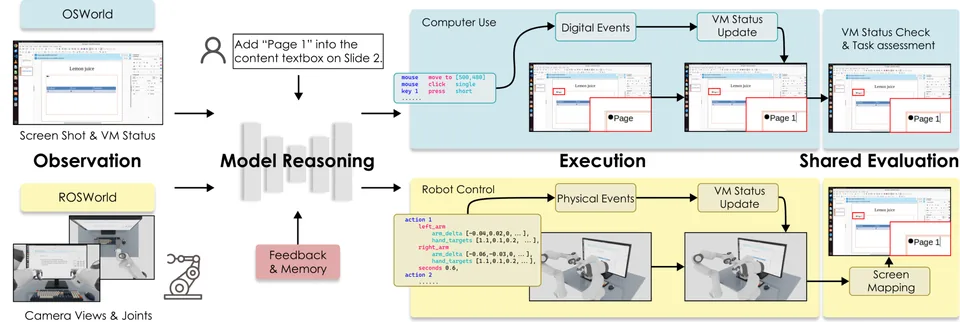 OSWorld
Lemon juice
Screen Shot & VM Status
Observation
ROSWorld
Camera Views & Joints
Add “Page 1” into the
content textbox on Slide 2.
Model Reasoning
Feedback
& Memory
Computer Use
mouse move to [500,400]
mouse click single
key 1 press short
......
Digital Events
VM Status
Update
Page
Page 1
Execution
Robot Control
action 1
left_arm
arm_delta [-0.04,0.02,0,...],
hand_targets [1.1,0.1,0.2, ...],
right_arm
arm_delta [-0.06,-0.03,0,...],
hand_targets [1.1,0.1,0.2,...],
seconds 0.6,
action 2
......
Physical Events
VM Status
Update
VM Status Check
& Task assessment
Page 1
Shared Evaluation
Page 1
Screen
Mapping